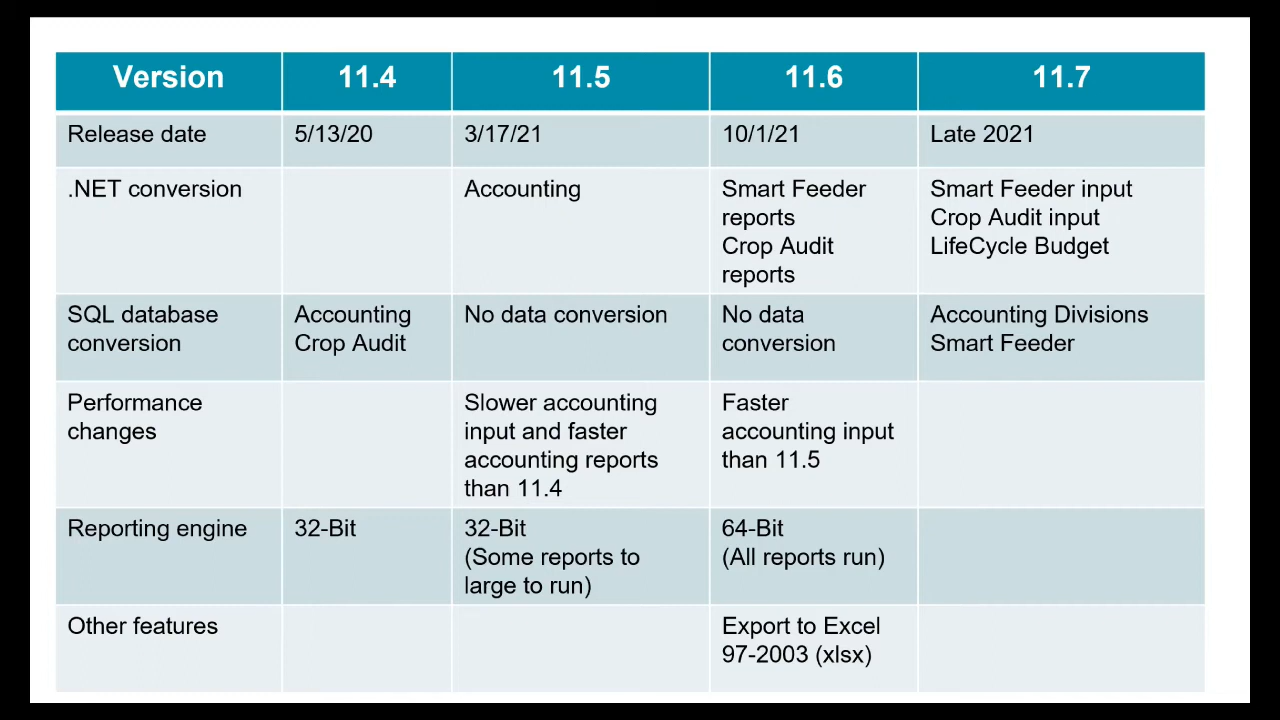 Version 11.4 11.5 11.6 11.7
Release date 5/13/20 3/17/21 10/1/21 Late 2021
.NET conversion Accounting Smart Feeder Smart Feeder input
reports Crop Audit input
Crop Audit LifeCycle Budget
reports
SQL database Accounting No data conversion No data Accounting Divisions
conversion Crop Audit conversion Smart Feeder
Performance Slower accounting Faster
changes input and faster accounting input
accounting reports than 11.5
than 11.4
Reporting engine 32-Bit 32-Bit 64-Bit
(Some reports to (All reports run)
large to run)
Other features Export to Excel
97-2003 (xlsx)